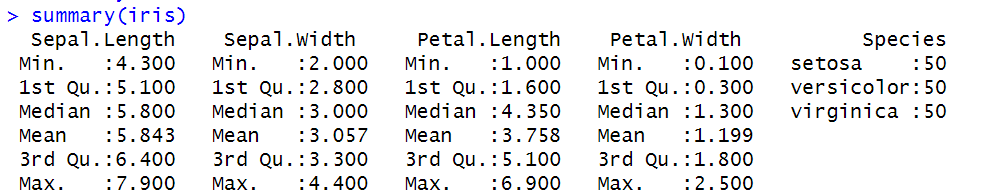 > summary(iris)
  Sepal.Length    Sepal.Width     Petal.Length    Petal.Width          Species
 Min.   :4.300   Min.   :2.000   Min.   :1.000   Min.   :0.100   setosa    :50
 1st Qu.:5.100   1st Qu.:2.800   1st Qu.:1.600   1st Qu.:0.300   versicolor:50
 Median :5.800   Median :3.000   Median :4.350   Median :1.300   virginica :50
 Mean   :5.843   Mean   :3.057   Mean   :3.758   Mean   :1.199
 3rd Qu.:6.400   3rd Qu.:3.300   3rd Qu.:5.100   3rd Qu.:1.800
 Max.   :7.900   Max.   :4.400   Max.   :6.900   Max.   :2.500